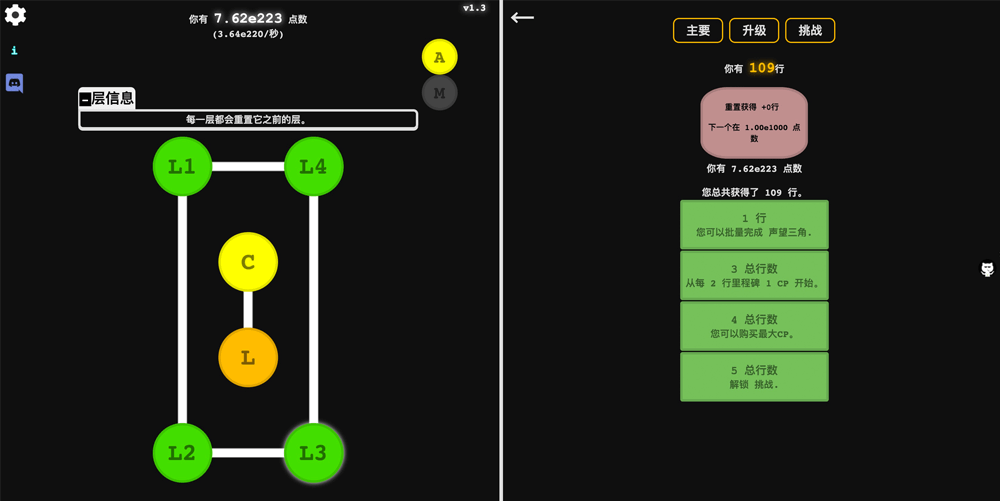 v1.3
你有 7.62e223 点数
(3.64e220/秒)
i
A
M
-层信息
每一层都会重置它之前的层。
L1
L4
C
L
L2
L3
主要
升级
挑战
你有 109行
重置获得 +0行
下一个在 1.00e1000 点
数
你有 7.62e223 点数
您总共获得了 109 行。
1 行
您可以批量完成 声望三角.
3 总行数
从每 2 行里程碑 1 CP 开始。
4 总行数
您可以购买最大CP。
5 总行数
解锁 挑战.